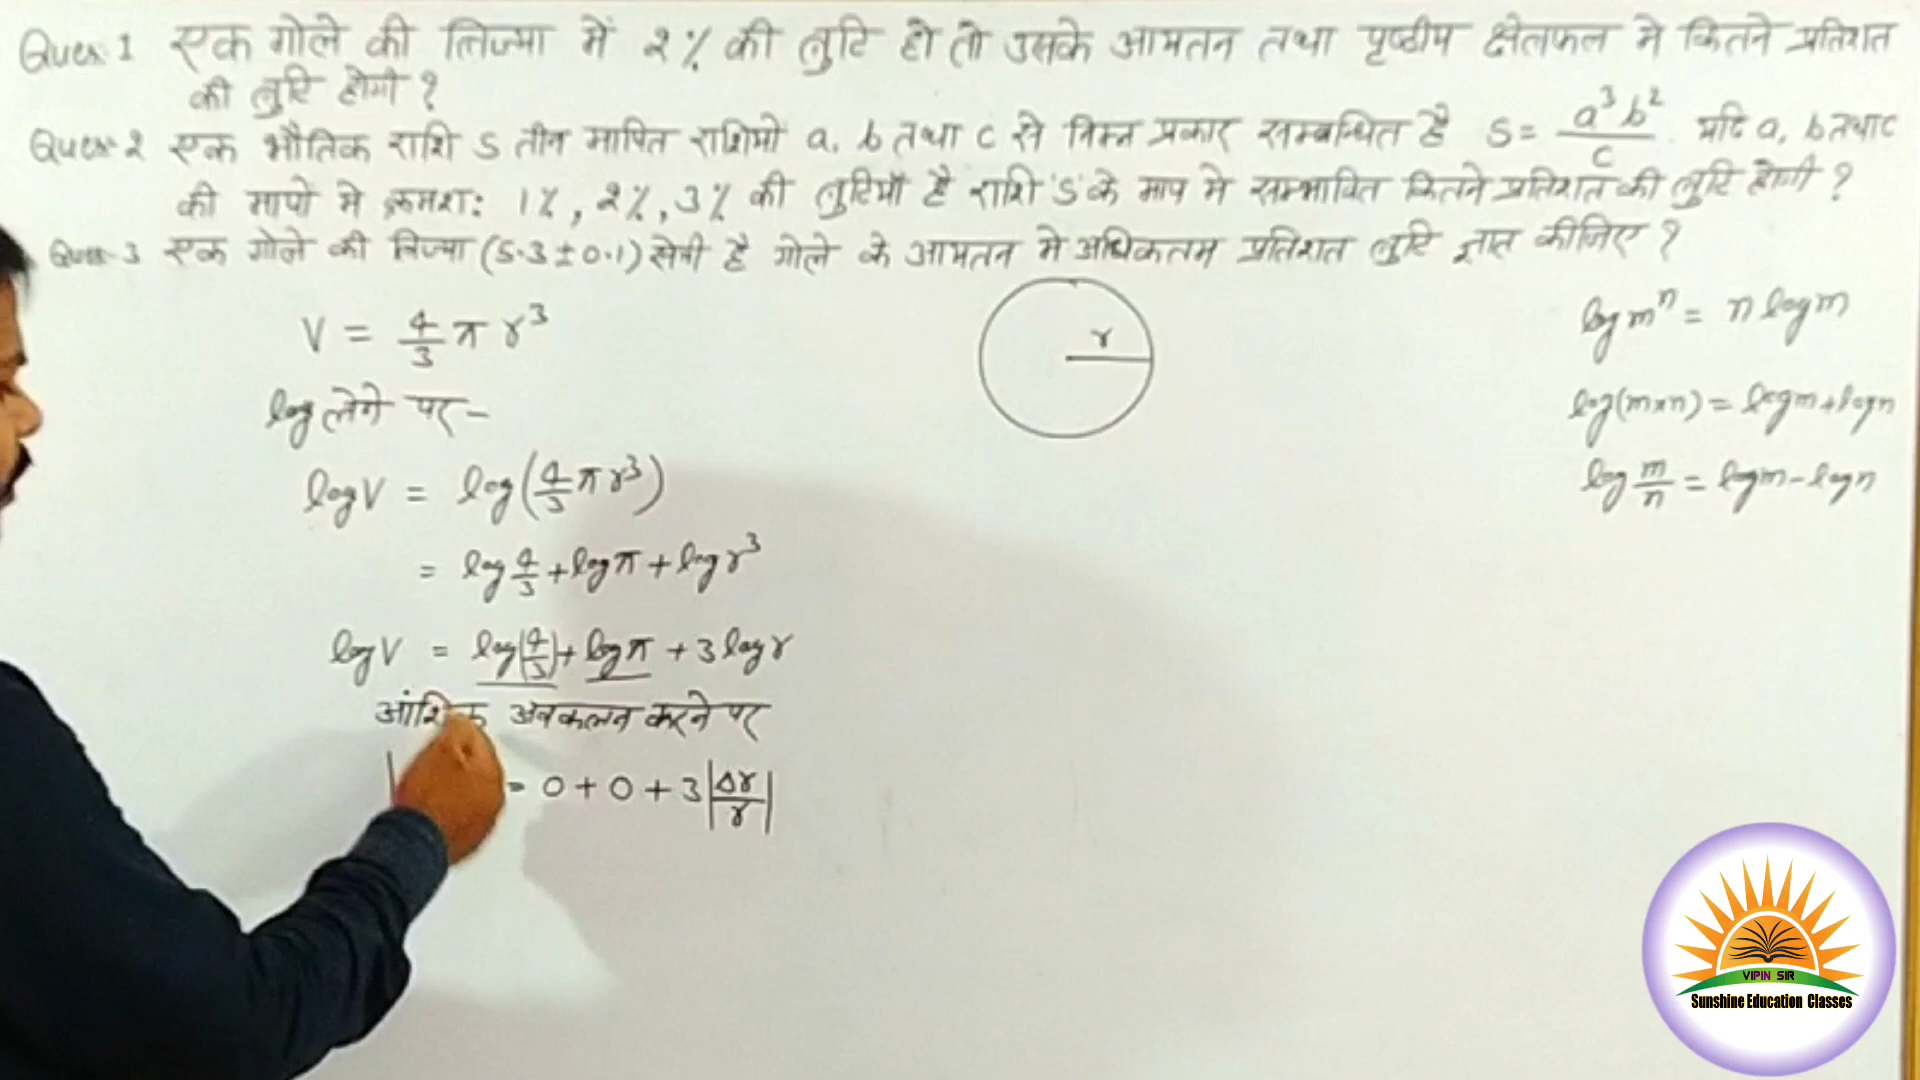 Ques. 1 एक गोले की त्रिज्या में 2% की त्रुटि हो तो उसके आयतन तथा पृष्ठीय क्षेत्रफल मे कितने प्रतिशत
की त्रुटि होगी ?
Ques. 2 एक भौतिक राशि S तीन मापित राशियो a, b तथा c से निम्न प्रकार सम्बन्धित है S = a³ b² / c . यदि a, b तथा c
की मापो मे क्रमश: 1%, 2%, 3% की त्रुटियाँ है राशि 'S' के माप मे सम्भावित कितने प्रतिशत की त्रुटि होगी ?
Ques. 3 एक गोले की त्रिज्या (5.3 ± 0.1) सेमी है गोले के आयतन मे अधिकतम प्रतिशत त्रुटि ज्ञात कीजिए ?
V = 4/3 π r³
r
log mⁿ = n log m
log लेने पर -
log(m×n) = log m + log n
log V = log(4/3 π r³)
log m/n = log m - log n
= log 4/3 + log π + log r³
log V = log(4/3) + log π + 3 log r
आंशिक अवकलन करने पर
= 0 + 0 + 3 |Δr/r|
VIPIN SIR
Sunshine Education Classes